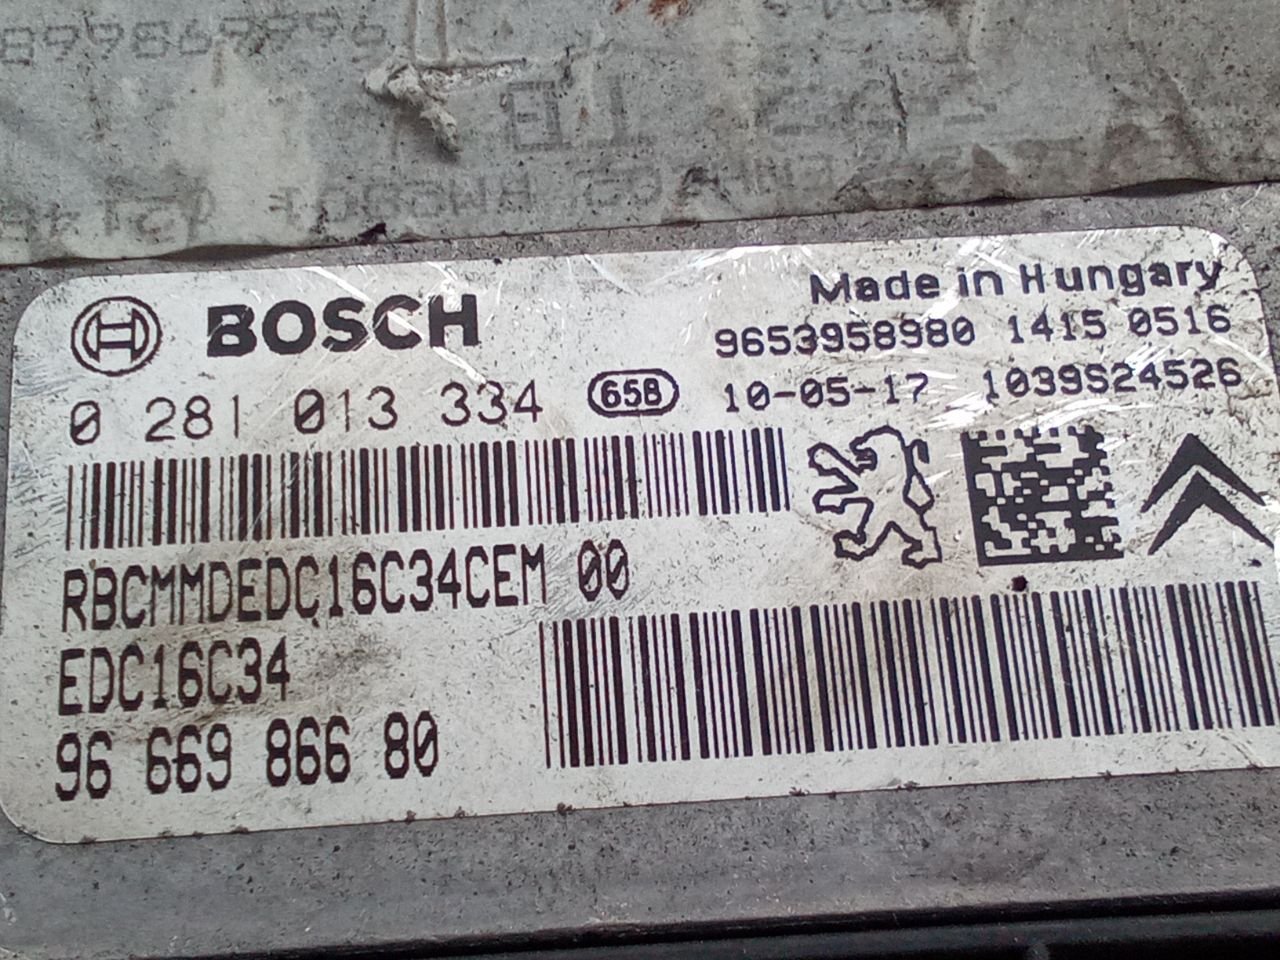 BOSCH
Made in Hungary
9653958980 1415 0516
0 281 013 334 65B 10-05-17 1039S24526
RBCMMDEDC16C34CEM 00
EDC16C34
96 669 866 80